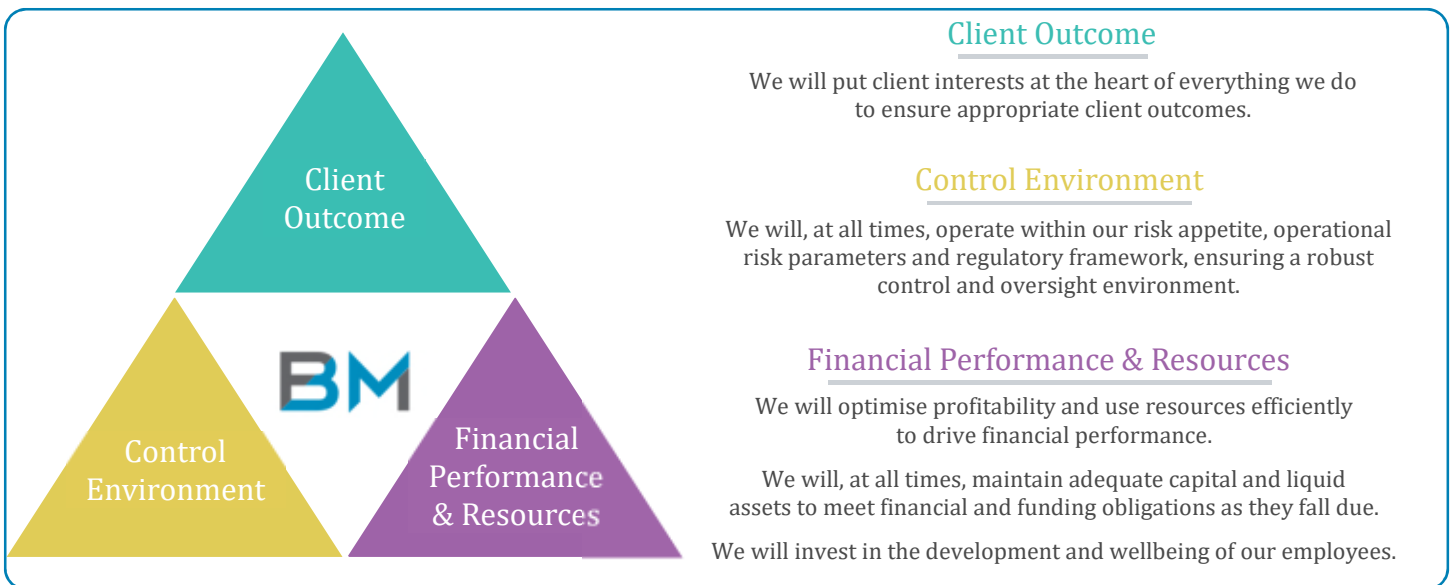 Client
Outcome
Control
Environment
BM
Financial
Performance
& Resources
Client Outcome
We will put client interests at the heart of everything we do
to ensure appropriate client outcomes.
Control Environment
We will, at all times, operate within our risk appetite, operational
risk parameters and regulatory framework, ensuring a robust
control and oversight environment.
Financial Performance & Resources
We will optimise profitability and use resources efficiently
to drive financial performance.
We will, at all times, maintain adequate capital and liquid
assets to meet financial and funding obligations as they fall due.
We will invest in the development and wellbeing of our employees.